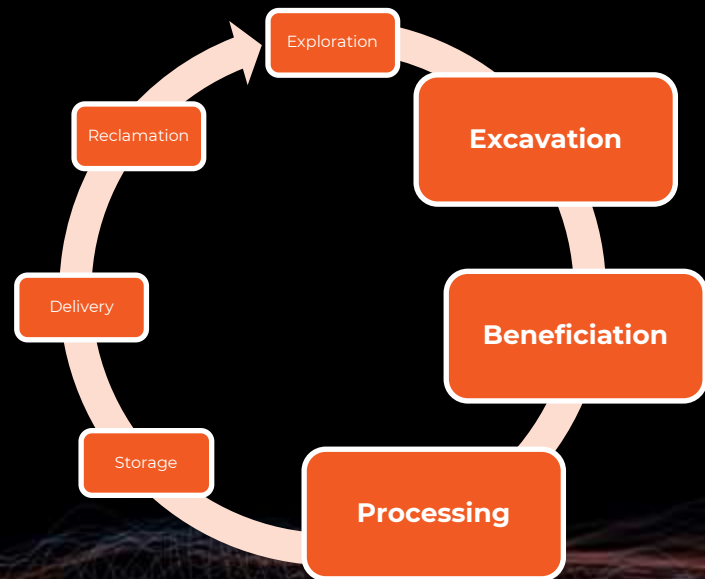 Exploration
Excavation
Beneficiation
Processing
Storage
Delivery
Reclamation